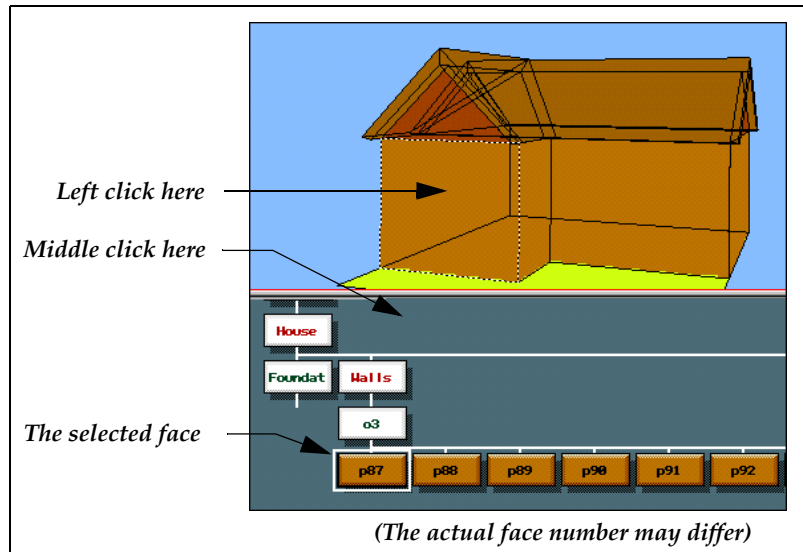 Left click here
Middle click here
House
Foundat Walls
o3
The selected face
p87 p88 p89 p90 p91 p92
(The actual face number may differ)